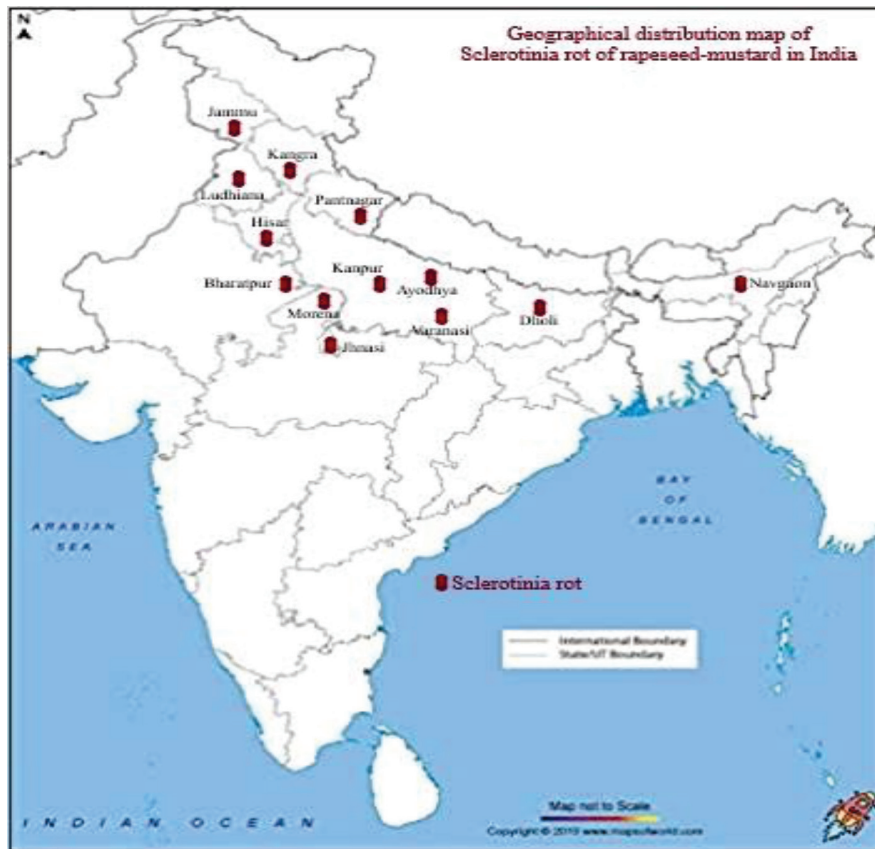 N
Geographical distribution map of
Sclerotinia rot of rapeseed-mustard in India
Jammu
Kangra
Ludhiana
Pantnagar
Hisar
Bharatpur
Kanpur
Ayodhya
Navgaon
Morena
Varanasi
Dholi
Jhnasi
ARABIAN
SEA
BAY
OF
BENGAL
Sclerotinia rot
International Boundary
State/UT Boundary
Map not to Scale
Copyright © 2019 www.mapsofworld.com
INDIAN OCEAN